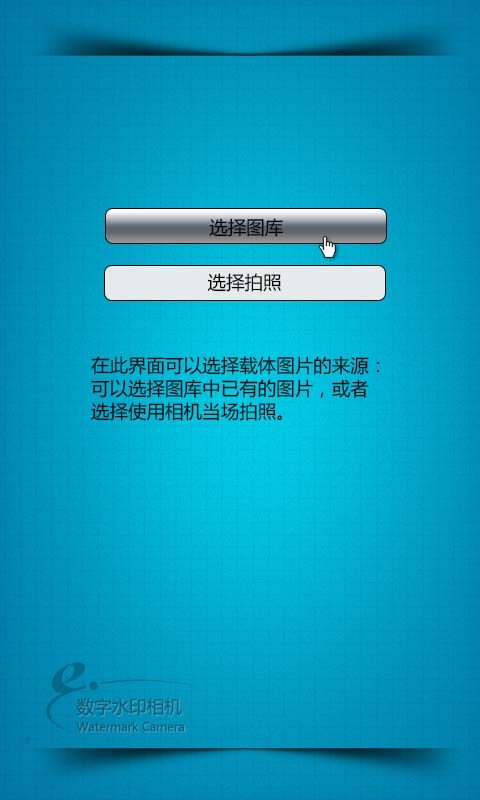 选择图库
选择拍照
在此界面可以选择载体图片的来源：
可以选择图库中已有的图片，或者
选择使用相机当场拍照。
数字水印相机
Watermark Camera